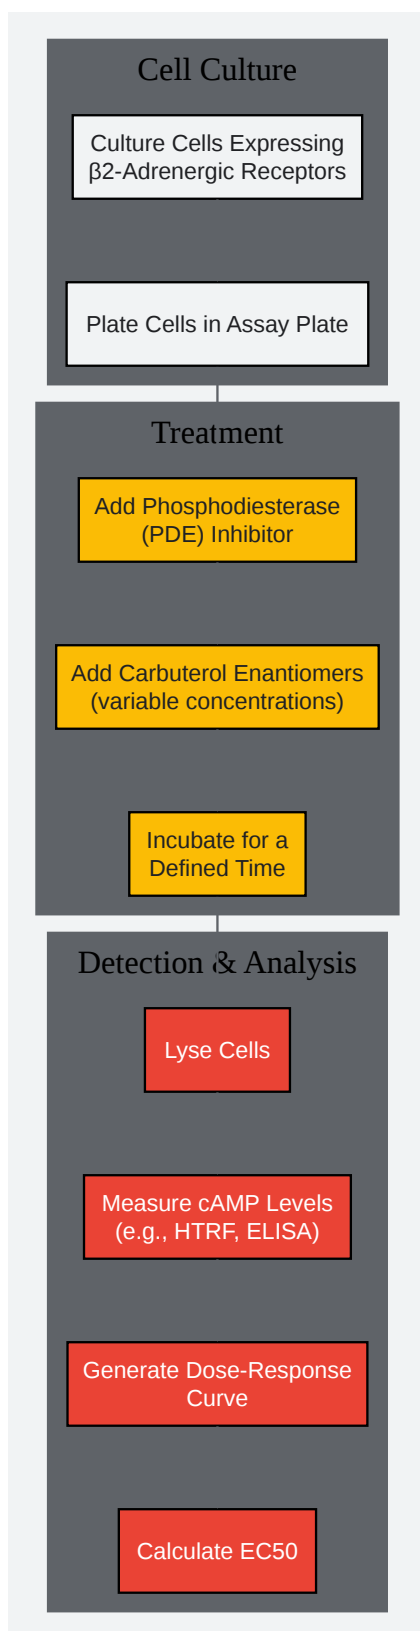 Cell Culture
Culture Cells Expressing
β2-Adrenergic Receptors
Plate Cells in Assay Plate
Treatment
Add Phosphodiesterase
(PDE) Inhibitor
Add Carbuterol Enantiomers
(variable concentrations)
Incubate for a
Defined Time
Detection & Analysis
Lyse Cells
Measure cAMP Levels
(e.g., HTRF, ELISA)
Generate Dose-Response
Curve
Calculate EC50